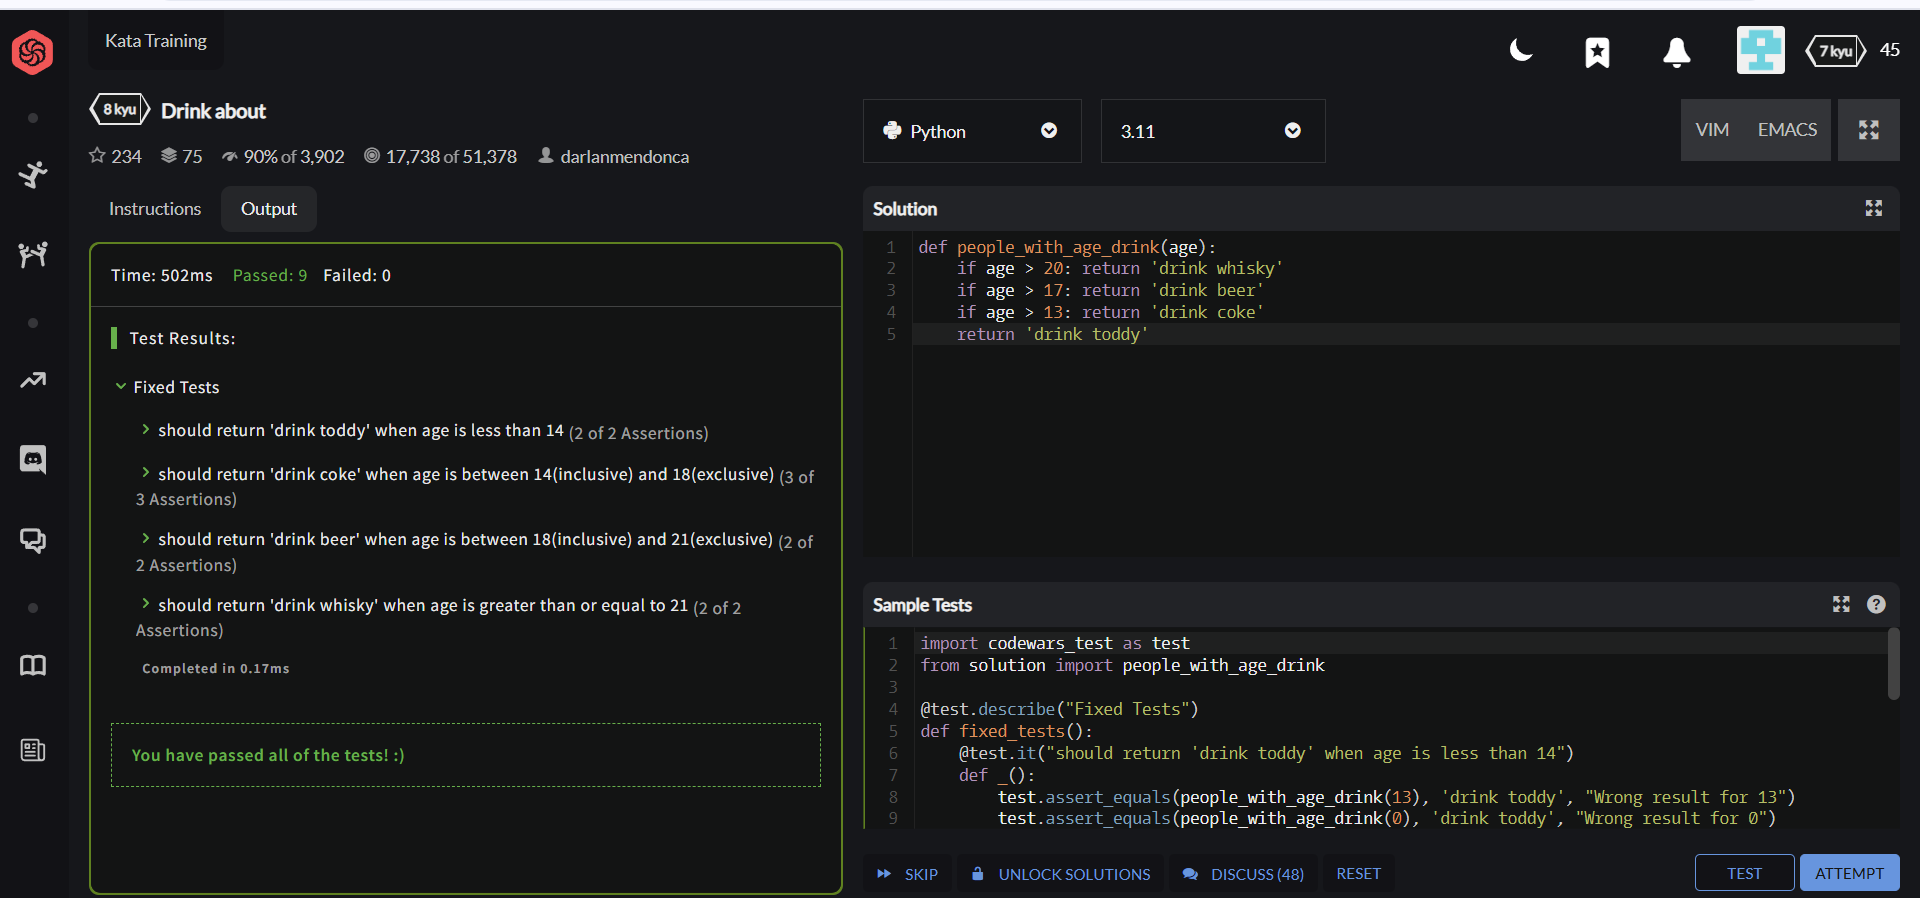 Kata Training
7 kyu 45
8 kyu Drink about
234 75 90% of 3,902 17,738 of 51,378 darlanmendonca
Instructions Output
Time: 502ms Passed: 9 Failed: 0
Test Results:
Fixed Tests
should return 'drink toddy' when age is less than 14 (2 of 2 Assertions)
should return 'drink coke' when age is between 14(inclusive) and 18(exclusive) (3 of
3 Assertions)
should return 'drink beer' when age is between 18(inclusive) and 21(exclusive) (2 of
2 Assertions)
should return 'drink whisky' when age is greater than or equal to 21 (2 of 2
Assertions)
Completed in 0.17ms
You have passed all of the tests! :)
Python 3.11 VIM EMACS
Solution
1 def people_with_age_drink(age):
2     if age > 20: return 'drink whisky'
3     if age > 17: return 'drink beer'
4     if age > 13: return 'drink coke'
5     return 'drink toddy'
Sample Tests ?
1 import codewars_test as test
2 from solution import people_with_age_drink
3
4 @test.describe("Fixed Tests")
5 def fixed_tests():
6     @test.it("should return 'drink toddy' when age is less than 14")
7     def _():
8         test.assert_equals(people_with_age_drink(13), 'drink toddy', "Wrong result for 13")
9         test.assert_equals(people_with_age_drink(0), 'drink toddy', "Wrong result for 0")
SKIP UNLOCK SOLUTIONS DISCUSS (48) RESET TEST ATTEMPT